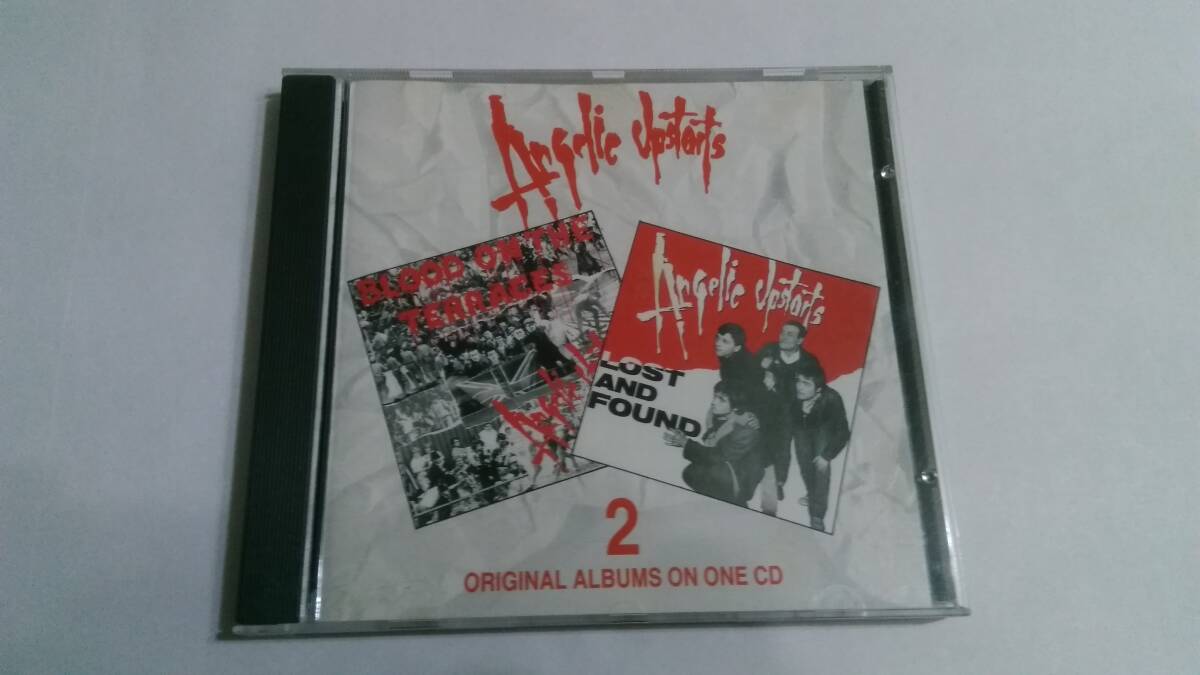 Angelic Upstarts
BLOOD ON THE
TERRACES
Angelic Upstarts
LOST
AND
FOUND
2
ORIGINAL ALBUMS ON ONE CD